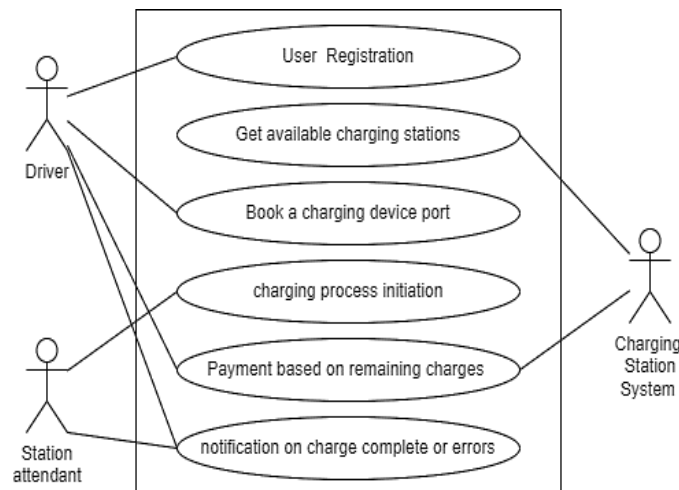 User Registration
Get available charging stations
Driver
Book a charging device port
charging process initiation
Charging
Station
System
Payment based on remaining charges
Station
attendant
notification on charge complete or errors